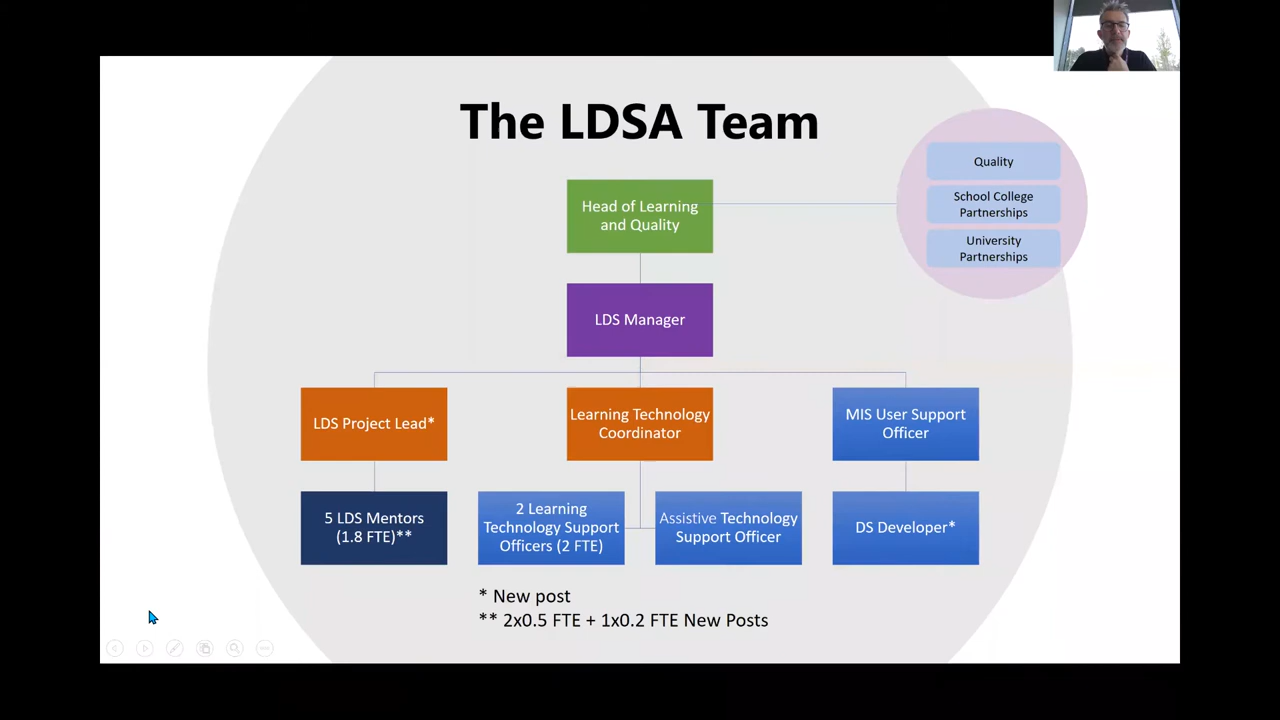 The LDSA Team
Quality
School College
Partnerships
University
Partnerships
Head of Learning
and Quality
LDS Manager
LDS Project Lead*
Learning Technology
Coordinator
MIS User Support
Officer
5 LDS Mentors
(1.8 FTE)**
2 Learning
Technology Support
Officers (2 FTE)
Assistive Technology
Support Officer
DS Developer*
* New post
** 2x0.5 FTE + 1x0.2 FTE New Posts